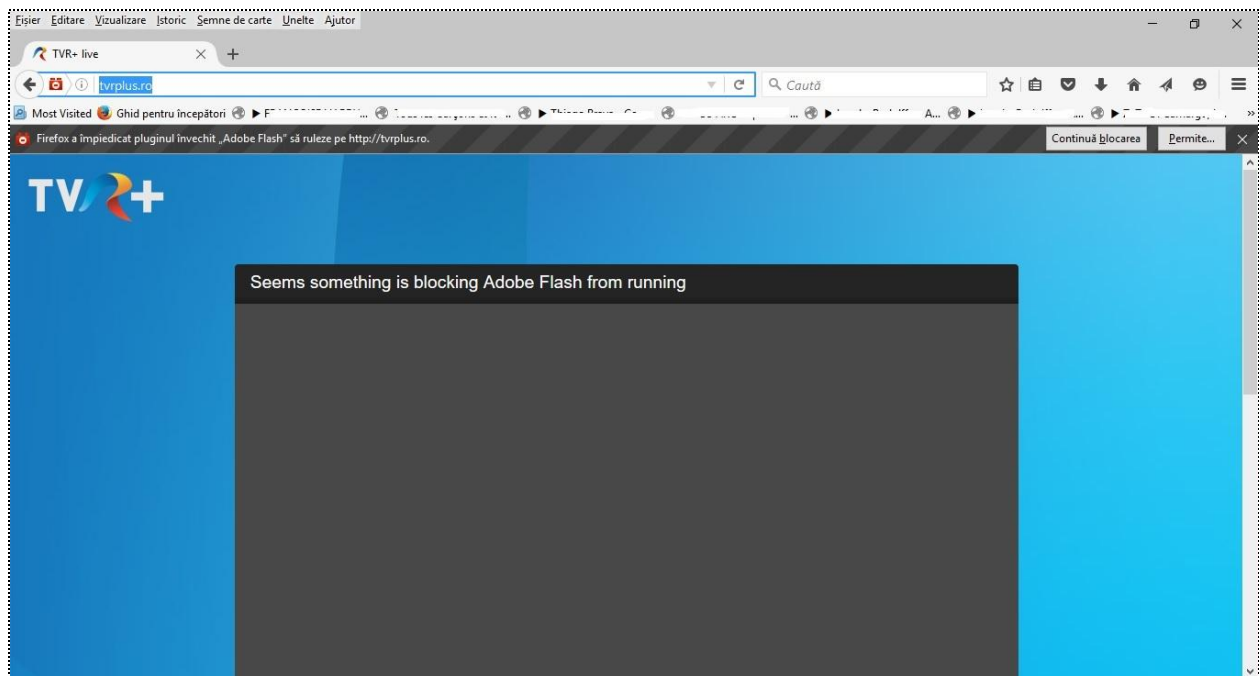 Fișier Editare Vizualizare Istoric Semne de carte Unelte Ajutor
TVR+ live
tvrplus.ro
Caută
Most Visited Ghid pentru începători
Firefox a împiedicat pluginul învechit „Adobe Flash” să ruleze pe http://tvrplus.ro. Continuă blocarea Permite...
TVR+
Seems something is blocking Adobe Flash from running